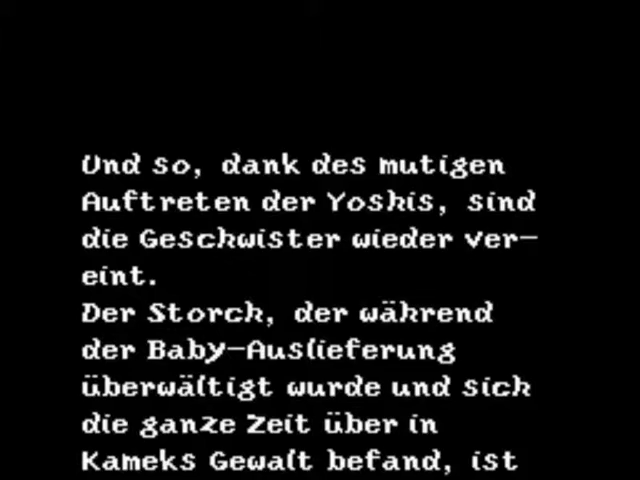 Und so, dank des mutigen
Auftreten der Yoshis, sind
die Geschwister wieder ver-
eint.
Der Storch, der während
der Baby-Auslieferung
überwältigt wurde und sich
die ganze Zeit über in
Kameks Gewalt befand, ist